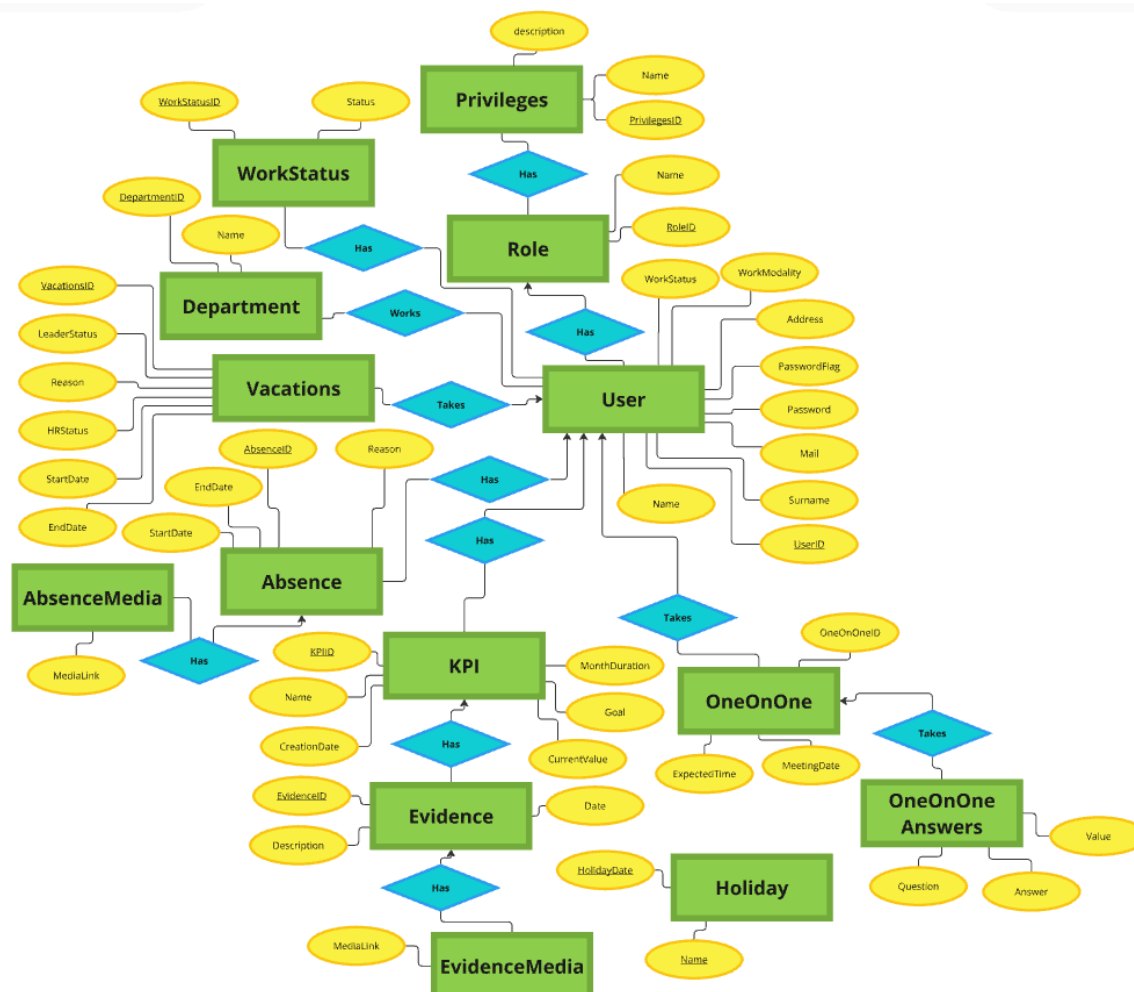 description
Privileges
Name
PrivilegesID
WorkStatusID
Status
WorkStatus
Has
Name
RoleID
Role
DepartmentID
Name
Department
Has
Works
Has
WorkStatus
WorkModality
Address
PasswordFlag
Password
Mail
Surname
UserID
Name
User
VacationsID
LeaderStatus
Reason
HRStatus
StartDate
EndDate
Vacations
Takes
AbsenceID
Reason
EndDate
StartDate
Absence
Has
Has
AbsenceMedia
MediaLink
Has
KPIID
Name
CreationDate
KPI
MonthDuration
Goal
CurrentValue
Takes
OneOnOneID
OneOnOne
ExpectedTime
MeetingDate
Takes
Has
EvidenceID
Description
Evidence
Date
OneOnOne
Answers
Value
Question
Answer
Has
HolidayDate
Holiday
Name
MediaLink
EvidenceMedia